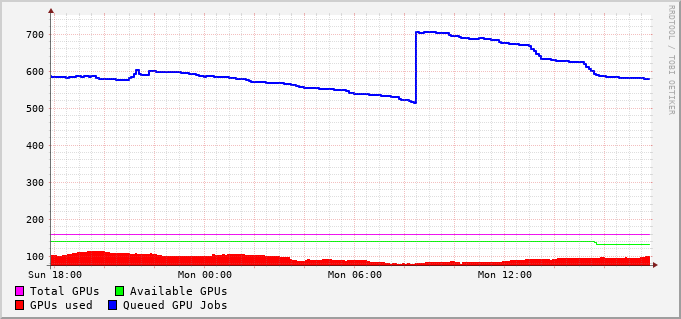 RRDTOOL / TOBI OETIKER
700
600
500
400
300
200
100
Sun 18:00 Mon 00:00 Mon 06:00 Mon 12:00
Total GPUs Available GPUs
GPUs used Queued GPU Jobs